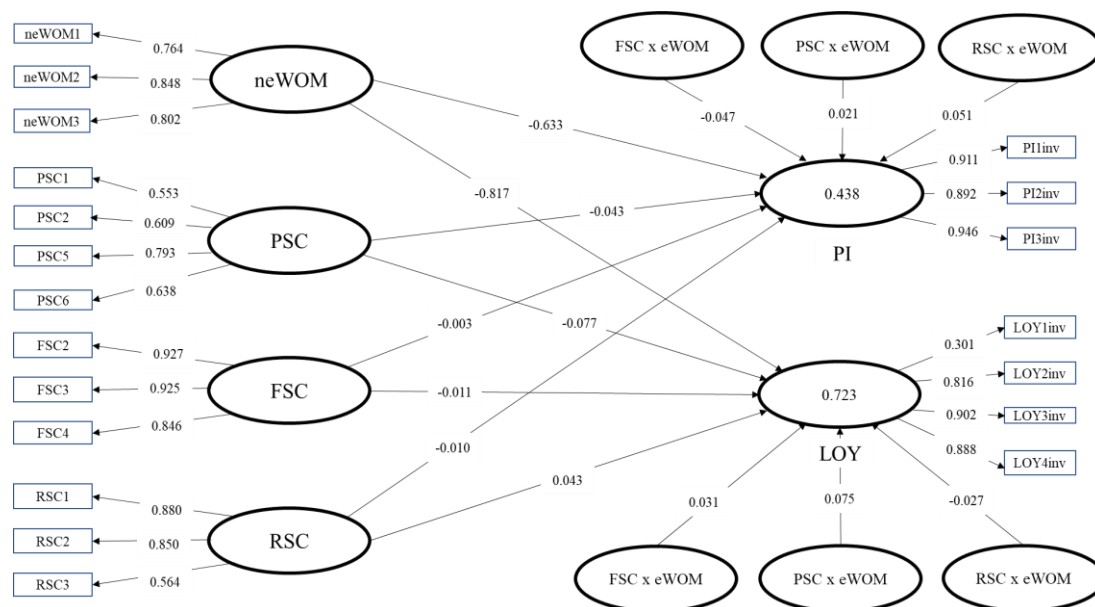 neWOM1
0.764
neWOM2
0.848
neWOM3
0.802
neWOM
PSC1
0.553
PSC2
0.609
PSC5
0.793
PSC6
0.638
PSC
FSC2
0.927
FSC3
0.925
FSC4
0.846
FSC
RSC1
0.880
RSC2
0.850
RSC3
0.564
RSC
-0.633
-0.817
-0.043
-0.077
-0.003
-0.011
-0.010
0.043
FSC x eWOM
PSC x eWOM
RSC x eWOM
-0.047
0.021
0.051
0.438
PI
PI1inv
0.911
PI2inv
0.892
PI3inv
0.946
0.723
LOY
LOY1inv
0.301
LOY2inv
0.816
LOY3inv
0.902
LOY4inv
0.888
0.031
0.075
-0.027
FSC x eWOM
PSC x eWOM
RSC x eWOM